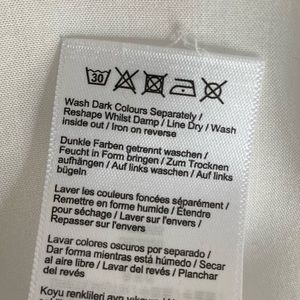 30
Wash Dark Colours Separately /
Reshape Whilst Damp / Line Dry / Wash
inside out / Iron on reverse
Dunkle Farben getrennt waschen /
Feucht in Form bringen / Zum Trocknen
aufhängen / Auf links waschen / Auf links
bügeln
Laver les couleurs foncées séparément /
Remettre en forme humide / Étendre
pour séchage / Laver sur l'envers /
Repasser sur l'envers
Lavar colores oscuros por separado /
Dar forma mientras está húmedo / Secar
al aire libre / Lavar del revés / Planchar
del revés
Koyu renklileri ayrı yıkayın